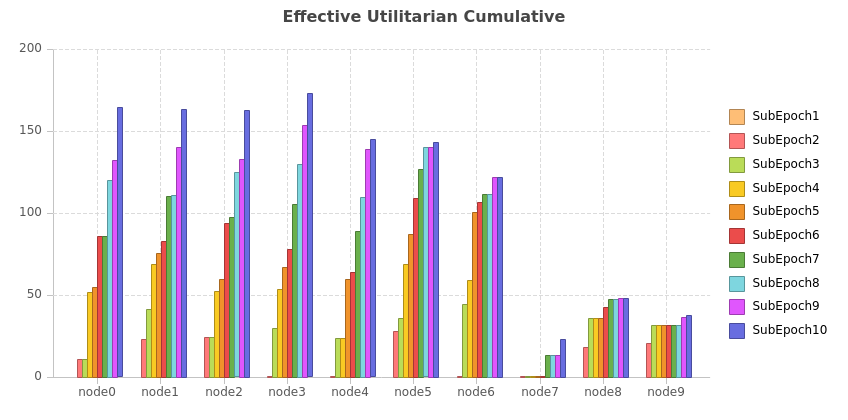 Effective Utilitarian Cumulative
200
150
100
50
0
node0 node1 node2 node3 node4 node5 node6 node7 node8 node9
SubEpoch1
SubEpoch2
SubEpoch3
SubEpoch4
SubEpoch5
SubEpoch6
SubEpoch7
SubEpoch8
SubEpoch9
SubEpoch10